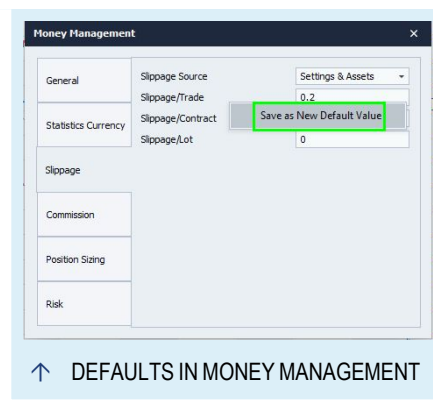 Money Management
General
Slippage Source Settings & Assets
Slippage/Trade 0.2
Statistics Currency
Slippage/Contract Save as New Default Value
Slippage/Lot 0
Slippage
Commission
Position Sizing
Risk
↑ DEFAULTS IN MONEY MANAGEMENT